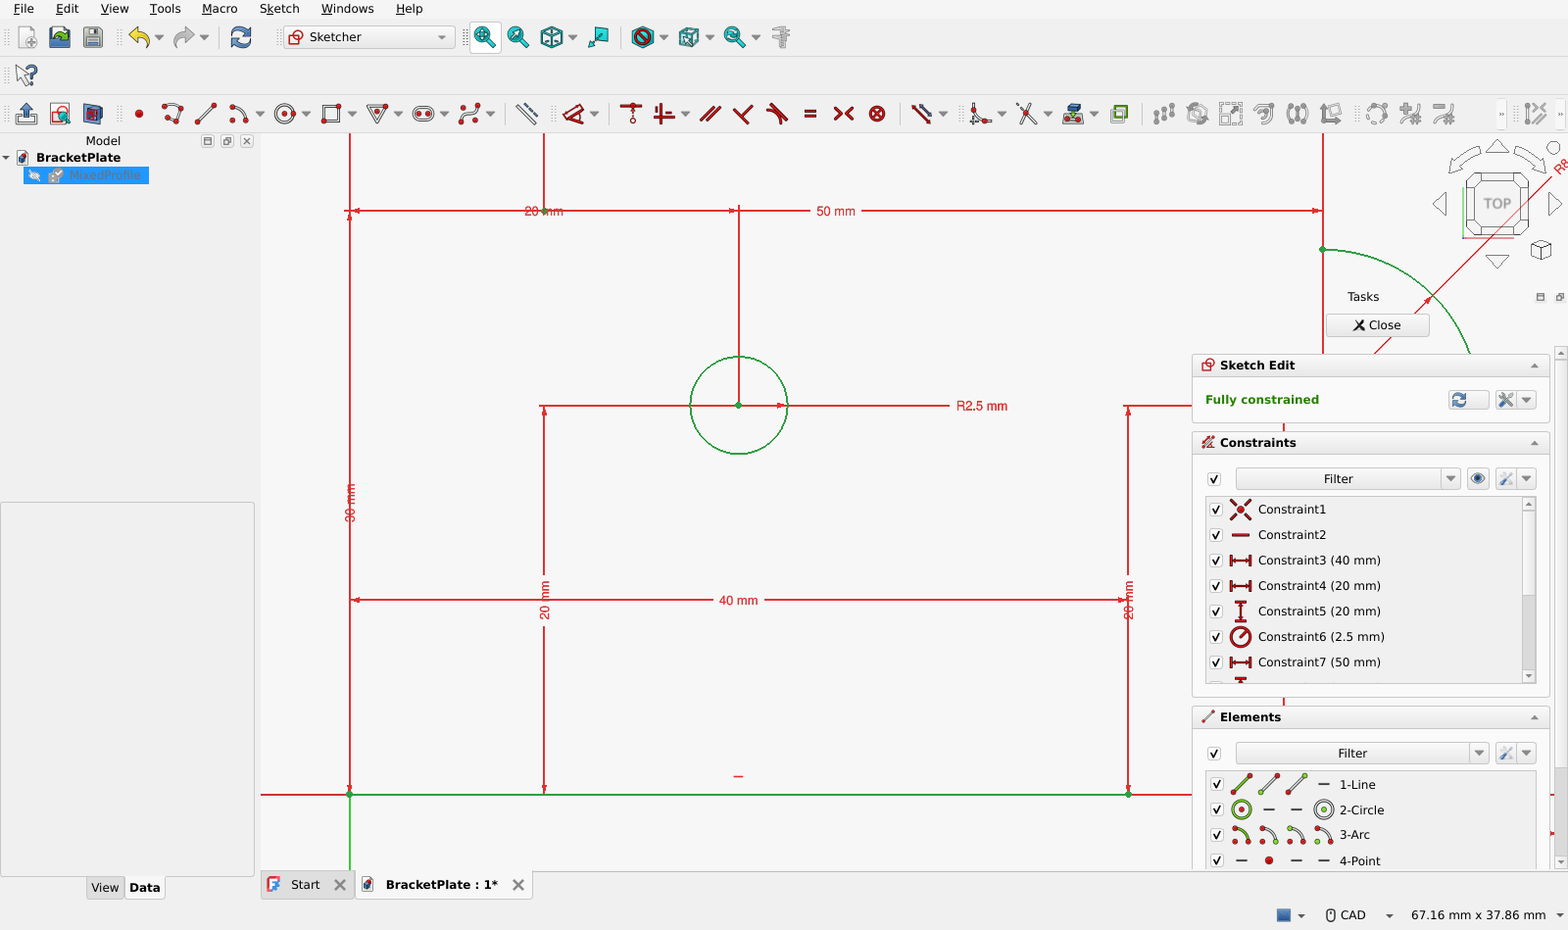 File Edit View Tools Macro Sketch Windows Help
Sketcher
Model
BracketPlate
MixedProfile
20 mm
50 mm
TOP
Tasks
Close
Sketch Edit
R2.5 mm
Fully constrained
Constraints
Filter
30 mm
Constraint1
Constraint2
Constraint3 (40 mm)
Constraint4 (20 mm)
20 mm
40 mm
20 mm
Constraint5 (20 mm)
Constraint6 (2.5 mm)
Constraint7 (50 mm)
Elements
Filter
1-Line
2-Circle
3-Arc
4-Point
View Data
Start
BracketPlate : 1*
CAD
67.16 mm x 37.86 mm